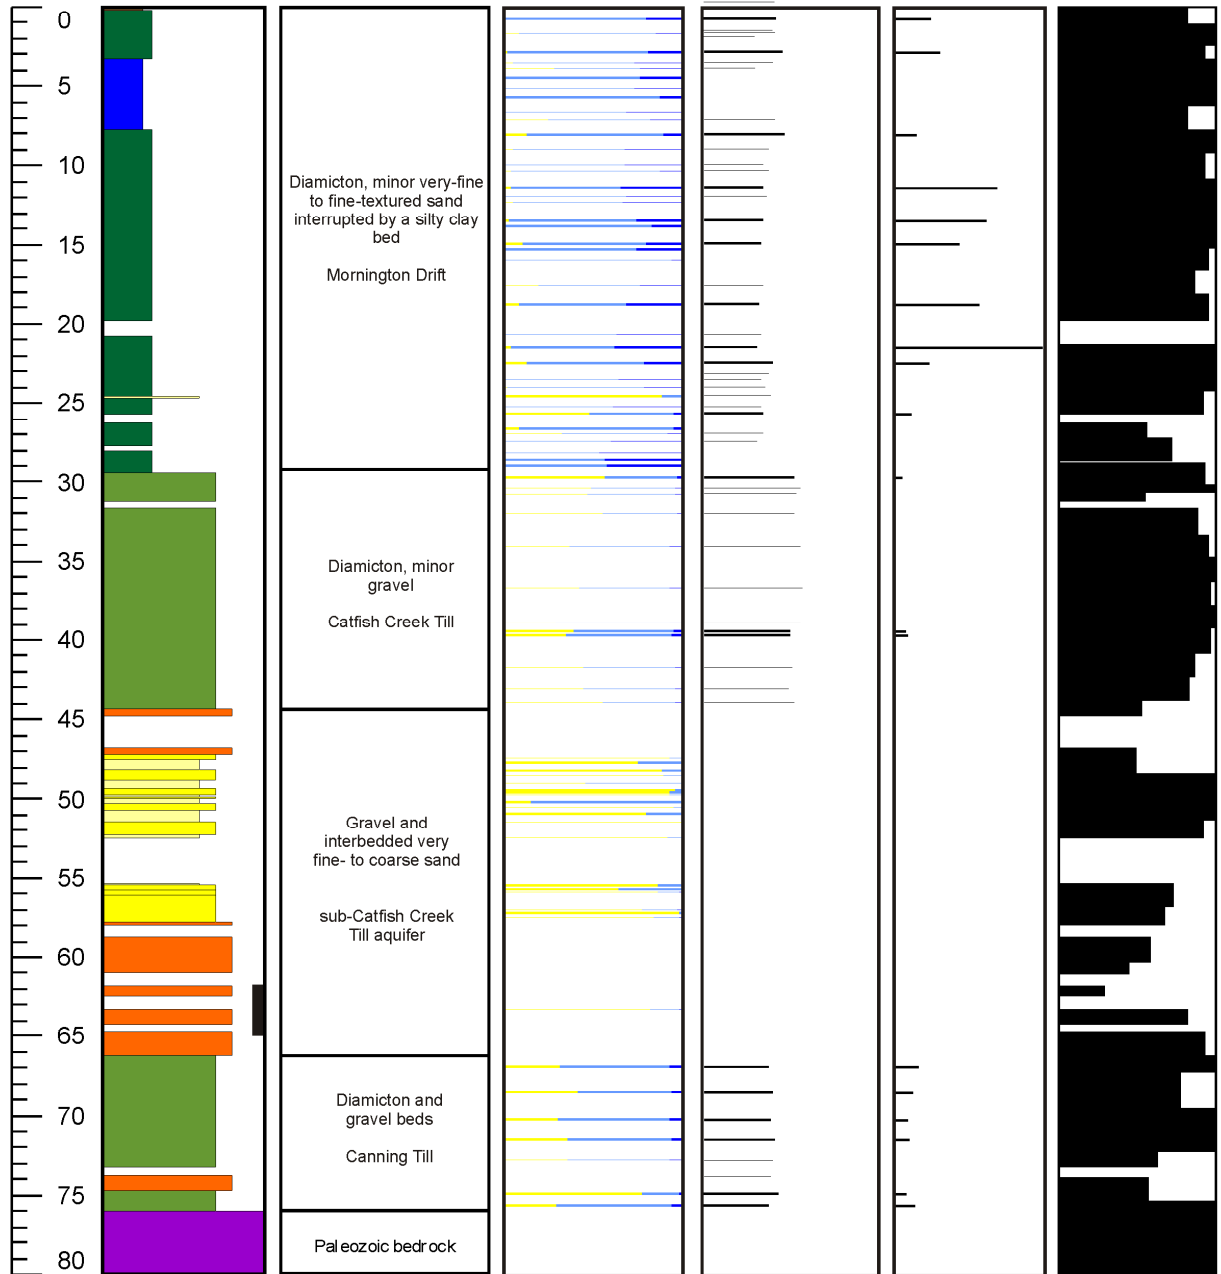 0
5
10
15
20
25
30
35
40
45
50
55
60
65
70
75
80
Diamicton, minor very-fine
to fine-textured sand
interrupted by a silty clay
bed
Mornington Drift
Diamicton, minor
gravel
Catfish Creek Till
Gravel and
interbedded very
fine- to coarse sand
sub-Catfish Creek
Till aquifer
Diamicton and
gravel beds
Canning Till
Paleozoic bedrock